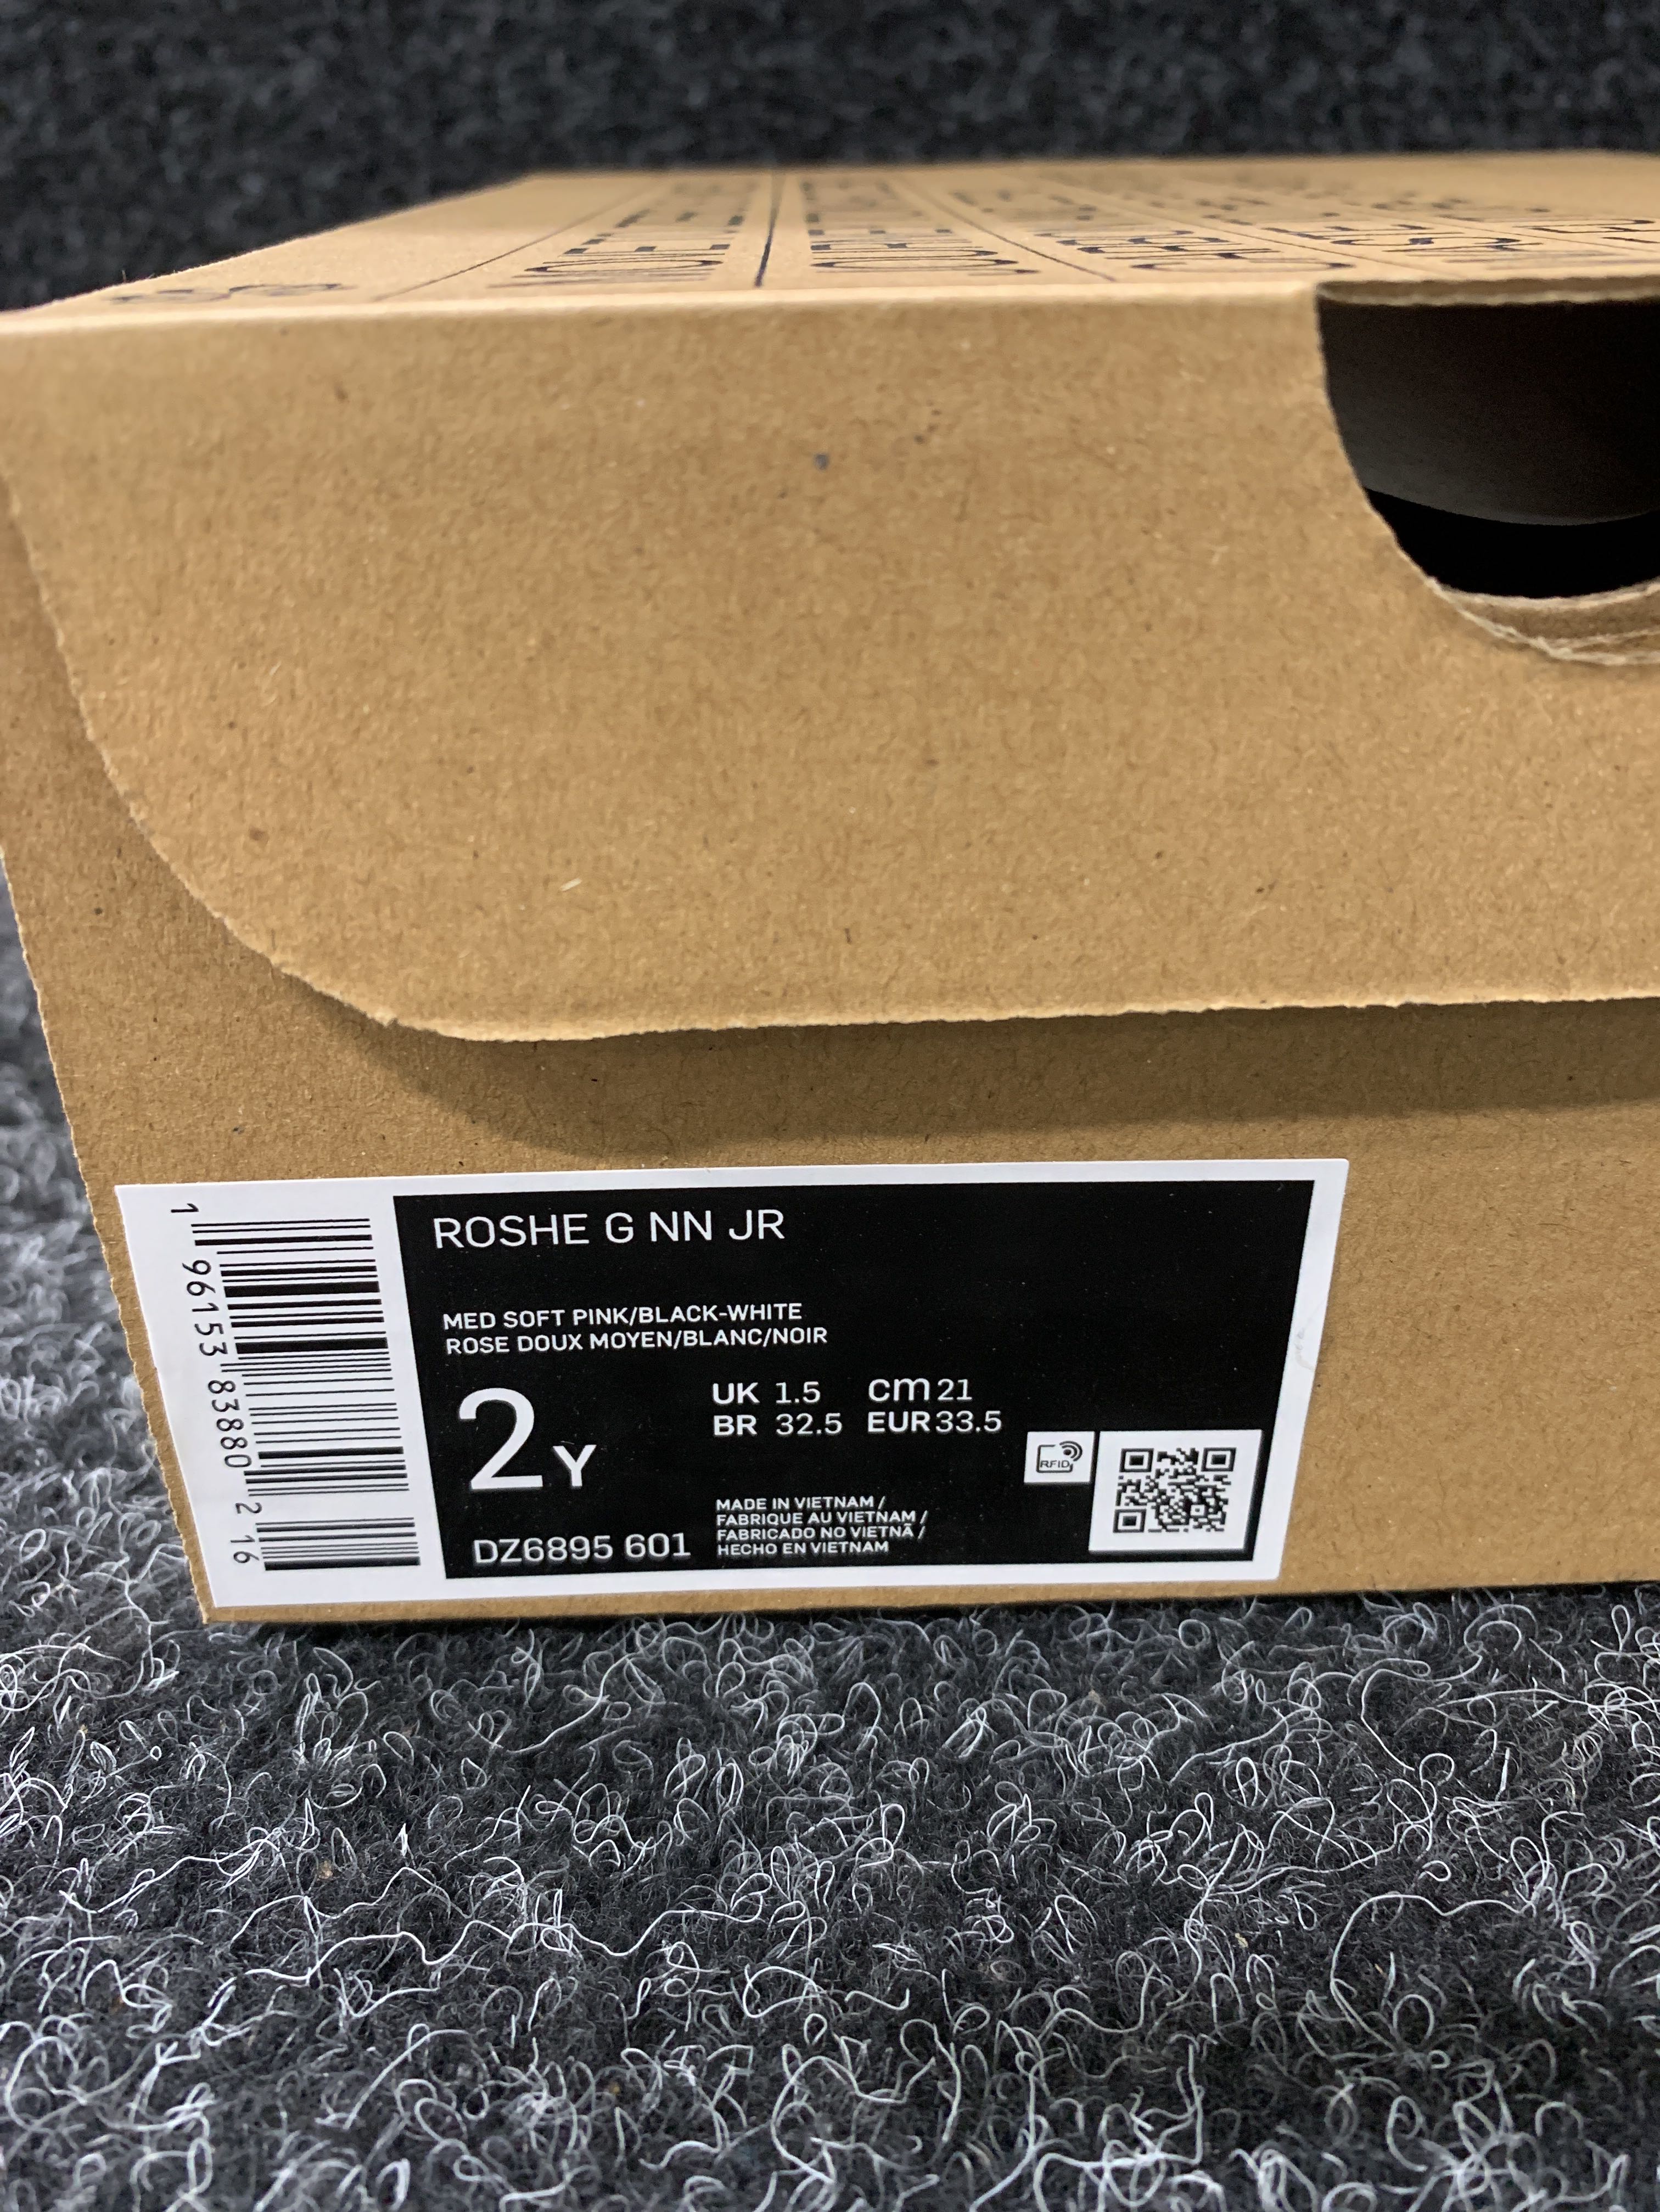 ROSHE G NN JR
MED SOFT PINK/BLACK-WHITE
ROSE DOUX MOYEN/BLANC/NOIR
2Y
UK 1.5 cm 21
BR 32.5 EUR 33.5
RFID
DZ6895 601
MADE IN VIETNAM /
FABRIQUE AU VIETNAM /
FABRICADO NO VIETNÃ /
HECHO EN VIETNAM
1 96153 83880 2 16